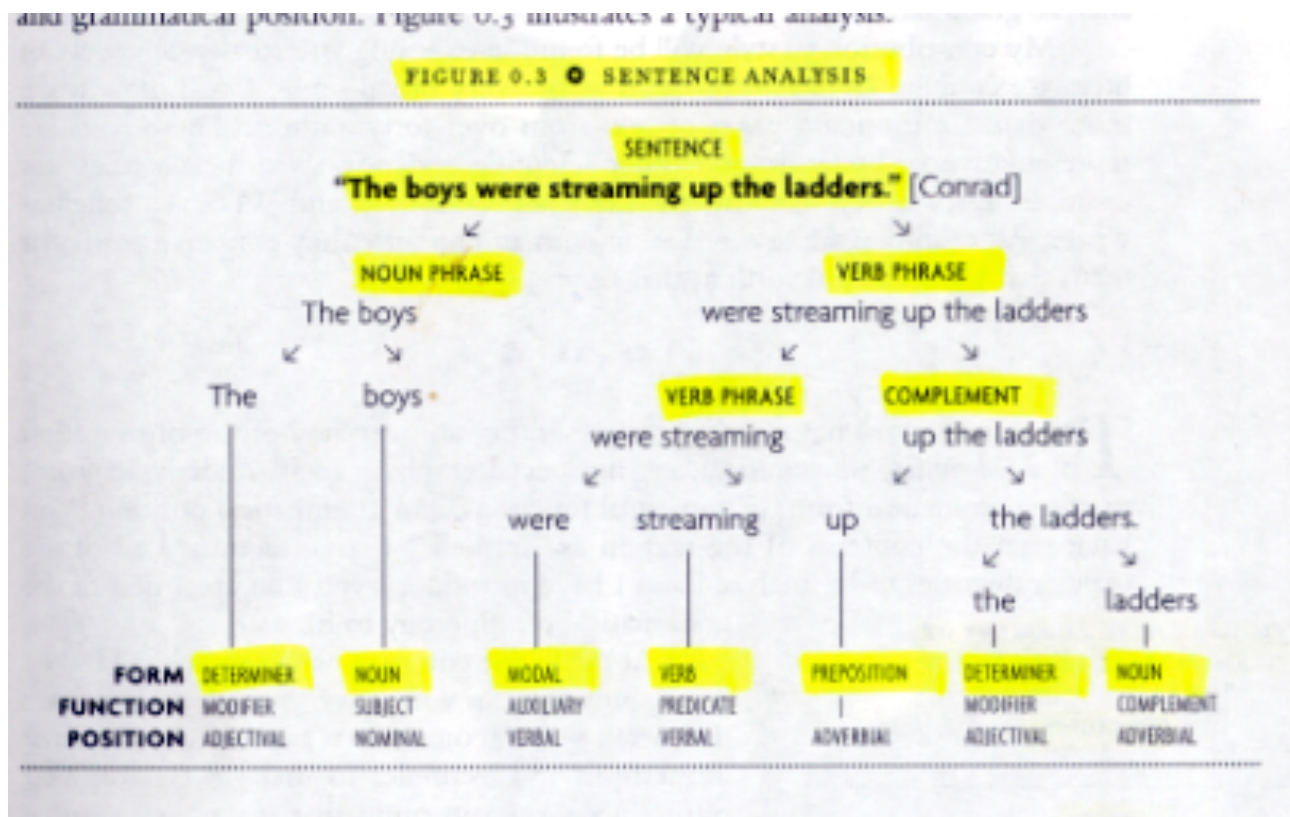 and grammatical position. Figure 0.3 illustrates a typical analysis.
FIGURE 0.3 ✪ SENTENCE ANALYSIS
SENTENCE
“The boys were streaming up the ladders.” [Conrad]
NOUN PHRASE VERB PHRASE
The boys were streaming up the ladders
The boys VERB PHRASE COMPLEMENT
were streaming up the ladders
were streaming up the ladders.
the ladders
FORM DETERMINER NOUN MODAL VERB PREPOSITION DETERMINER NOUN
FUNCTION MODIFIER SUBJECT AUXILIARY PREDICATE | MODIFIER COMPLEMENT
POSITION ADJECTIVAL NOMINAL VERBAL VERBAL ADVERBIAL ADJECTIVAL ADVERBIAL